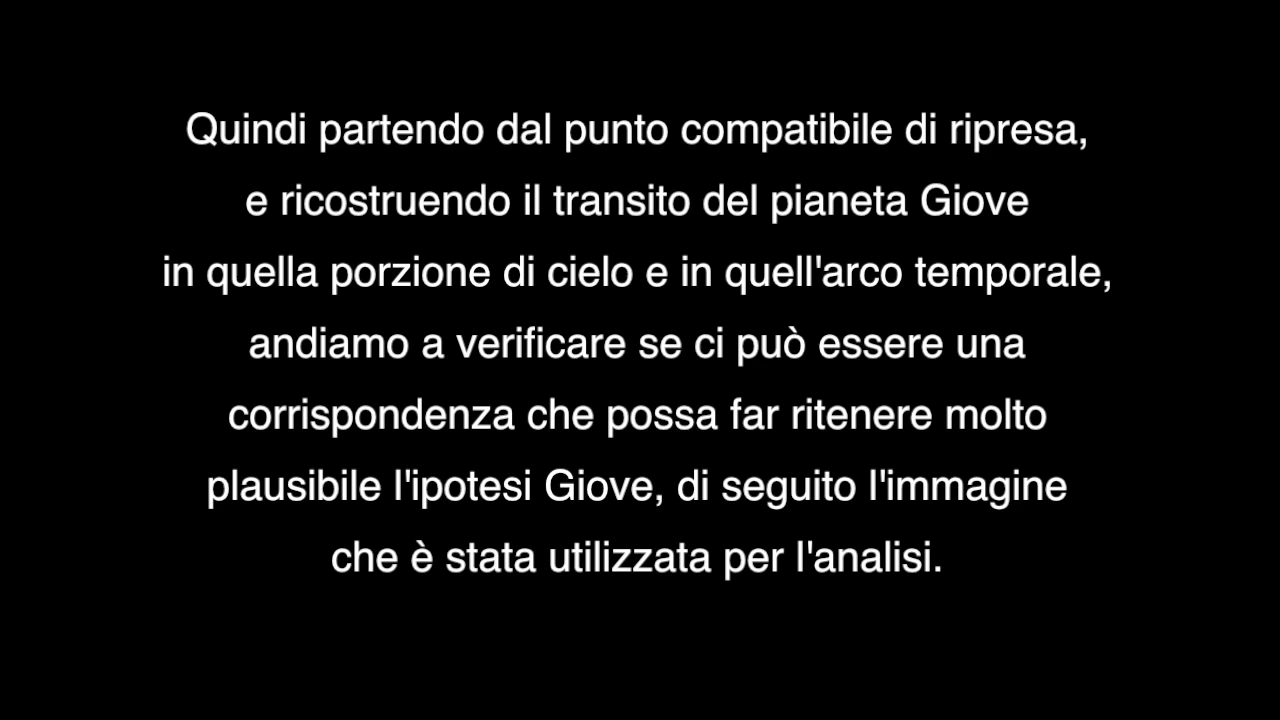 Quindi partendo dal punto compatibile di ripresa,
e ricostruendo il transito del pianeta Giove
in quella porzione di cielo e in quell'arco temporale,
andiamo a verificare se ci può essere una
corrispondenza che possa far ritenere molto
plausibile l'ipotesi Giove, di seguito l'immagine
che è stata utilizzata per l'analisi.